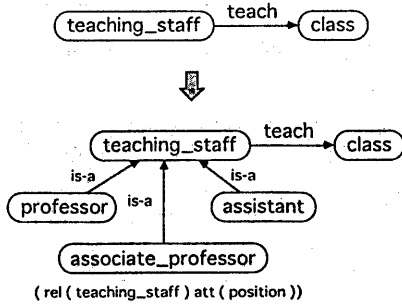 teaching_staff teach class
teaching_staff teach class
is-a is-a is-a
professor assistant
associate_professor
( rel ( teaching_staff ) att ( position ) )